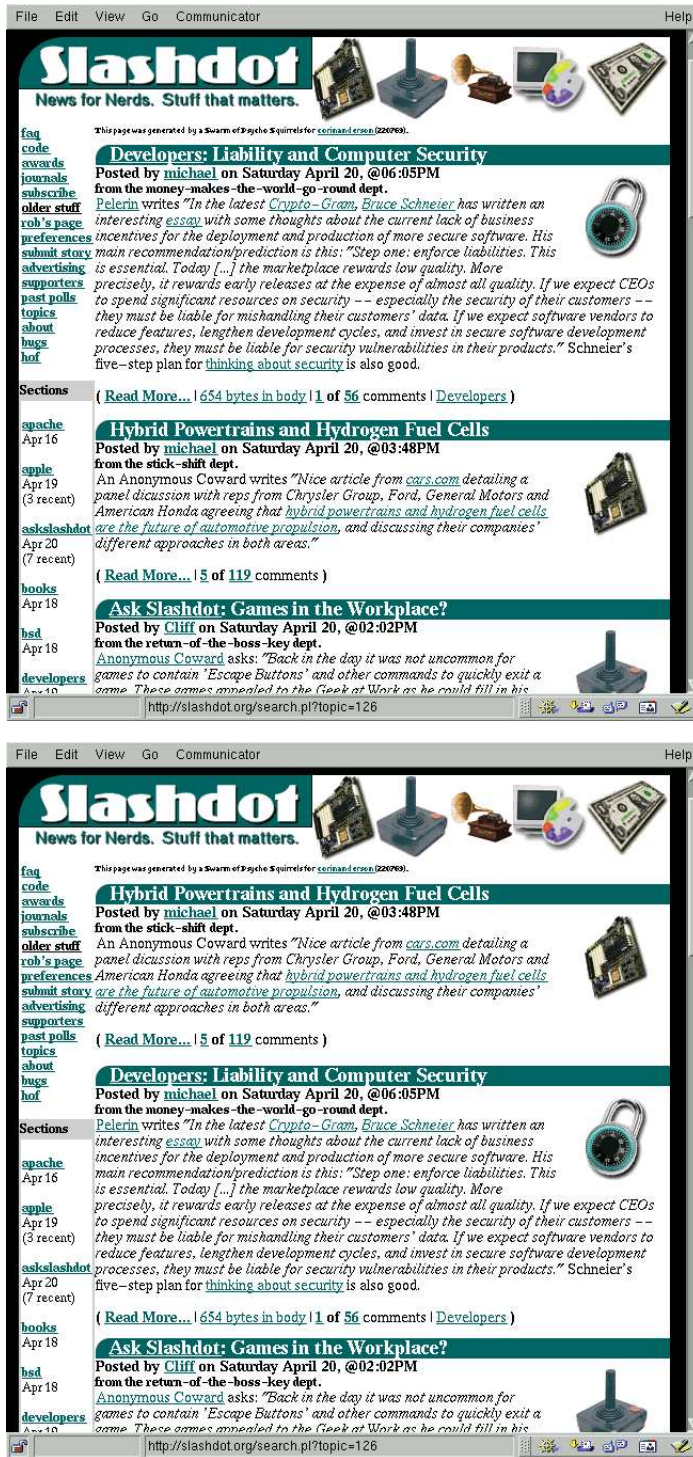 File Edit View Go Communicator Help
Slashdot
News for Nerds. Stuff that matters.
This page was generated by a Swarm of Psycho Squirrels for corinanderson (220769).
faq
code
awards
journals
subscribe
older stuff
rob's page
preferences
submit story
advertising
supporters
past polls
topics
about
bugs
hof
Sections
apache
Apr 16
apple
Apr 19
(3 recent)
askslashdot
Apr 20
(7 recent)
books
Apr 18
bsd
Apr 18
developers
Apr 19
Developers: Liability and Computer Security
Posted by michael on Saturday April 20, @06:05PM
from the money-makes-the-world-go-round dept.
Pelerin writes "In the latest Crypto-Gram, Bruce Schneier has written an
interesting essay with some thoughts about the current lack of business
incentives for the deployment and production of more secure software. His
main recommendation/prediction is this: "Step one: enforce liabilities. This
is essential. Today [...] the marketplace rewards low quality. More
precisely, it rewards early releases at the expense of almost all quality. If we expect CEOs
to spend significant resources on security -- especially the security of their customers --
they must be liable for mishandling their customers' data. If we expect software vendors to
reduce features, lengthen development cycles, and invest in secure software development
processes, they must be liable for security vulnerabilities in their products." Schneier's
five-step plan for thinking about security is also good.
( Read More... | 654 bytes in body | 1 of 56 comments | Developers )
Hybrid Powertrains and Hydrogen Fuel Cells
Posted by michael on Saturday April 20, @03:48PM
from the stick-shift dept.
An Anonymous Coward writes "Nice article from cars.com detailing a
panel dicussion with reps from Chrysler Group, Ford, General Motors and
American Honda agreeing that hybrid powertrains and hydrogen fuel cells
are the future of automotive propulsion, and discussing their companies'
different approaches in both areas."
( Read More... | 5 of 119 comments )
Ask Slashdot: Games in the Workplace?
Posted by Cliff on Saturday April 20, @02:02PM
from the return-of-the-boss-key dept.
Anonymous Coward asks: "Back in the day it was not uncommon for
games to contain 'Escape Buttons' and other commands to quickly exit a
game. These games appealed to the Geek at Work as he could fill in his
http://slashdot.org/search.pl?topic=126
File Edit View Go Communicator Help
Slashdot
News for Nerds. Stuff that matters.
This page was generated by a Swarm of Psycho Squirrels for corinanderson (220769).
faq
code
awards
journals
subscribe
older stuff
rob's page
preferences
submit story
advertising
supporters
past polls
topics
about
bugs
hof
Sections
apache
Apr 16
apple
Apr 19
(3 recent)
askslashdot
Apr 20
(7 recent)
books
Apr 18
bsd
Apr 18
developers
Apr 19
Hybrid Powertrains and Hydrogen Fuel Cells
Posted by michael on Saturday April 20, @03:48PM
from the stick-shift dept.
An Anonymous Coward writes "Nice article from cars.com detailing a
panel dicussion with reps from Chrysler Group, Ford, General Motors and
American Honda agreeing that hybrid powertrains and hydrogen fuel cells
are the future of automotive propulsion, and discussing their companies'
different approaches in both areas."
( Read More... | 5 of 119 comments )
Developers: Liability and Computer Security
Posted by michael on Saturday April 20, @06:05PM
from the money-makes-the-world-go-round dept.
Pelerin writes "In the latest Crypto-Gram, Bruce Schneier has written an
interesting essay with some thoughts about the current lack of business
incentives for the deployment and production of more secure software. His
main recommendation/prediction is this: "Step one: enforce liabilities. This
is essential. Today [...] the marketplace rewards low quality. More
precisely, it rewards early releases at the expense of almost all quality. If we expect CEOs
to spend significant resources on security -- especially the security of their customers --
they must be liable for mishandling their customers' data. If we expect software vendors to
reduce features, lengthen development cycles, and invest in secure software development
processes, they must be liable for security vulnerabilities in their products." Schneier's
five-step plan for thinking about security is also good.
( Read More... | 654 bytes in body | 1 of 56 comments | Developers )
Ask Slashdot: Games in the Workplace?
Posted by Cliff on Saturday April 20, @02:02PM
from the return-of-the-boss-key dept.
Anonymous Coward asks: "Back in the day it was not uncommon for
games to contain 'Escape Buttons' and other commands to quickly exit a
game. These games appealed to the Geek at Work as he could fill in his
http://slashdot.org/search.pl?topic=126